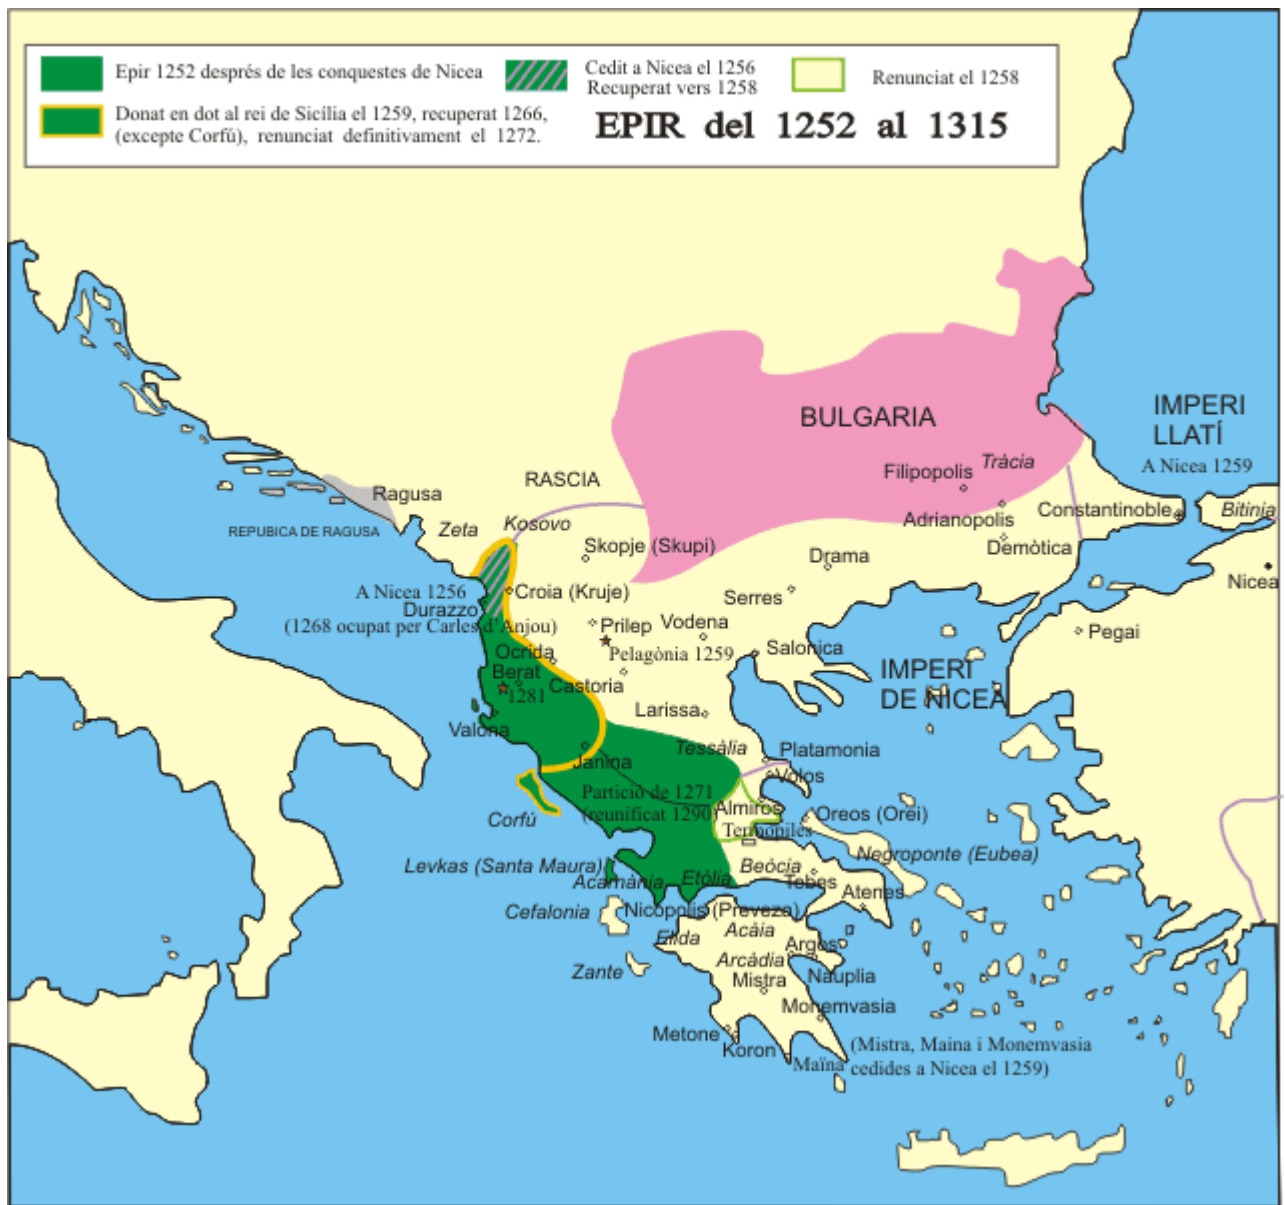 Epir 1252 després de les conquestes de Nicea
Cedit a Nicea el 1256
Recuperat vers 1258
Renunciat el 1258
Donat en dot al rei de Sicília el 1259, recuperat 1266,
(excepte Corfú), renunciat definitivament el 1272.
EPIR del 1252 al 1315
BULGARIA
IMPERI
LLATÍ
A Nicea 1259
Filipopolis
Tràcia
RASCIA
Ragusa
REPUBICA DE RAGUSA
Zeta
Kosovo
Adrianopolis
Constantinoble
Bitinia
Skopje (Skupi)
Drama
Demòtica
Nicea
A Nicea 1256
Durazzo
Croia (Kruje)
(1268 ocupat per Carles d'Anjou)
Serres
Prilep
Vodena
Pegai
Ocrida
Pelagònia 1259
Salonica
Berat
1281
Castoria
IMPERI
DE NICEA
Valona
Larissa
Tessàlia
Platamonia
Janina
Volos
Partició de 1271
(reunificat 1290)
Almiros
Corfú
Oreos (Orei)
Termòpiles
Negroponte (Eubea)
Levkas (Santa Maura)
Acarnània
Etólia
Beòcia
Tebes
Atenes
Cefalonia
Nicopolis (Preveza)
Elida
Acàia
Argos
Zante
Arcàdia
Nauplia
Mistra
Monemvasia
Metone
Koron
Maïna
(Mistra, Maina i Monemvasia
cedides a Nicea el 1259)